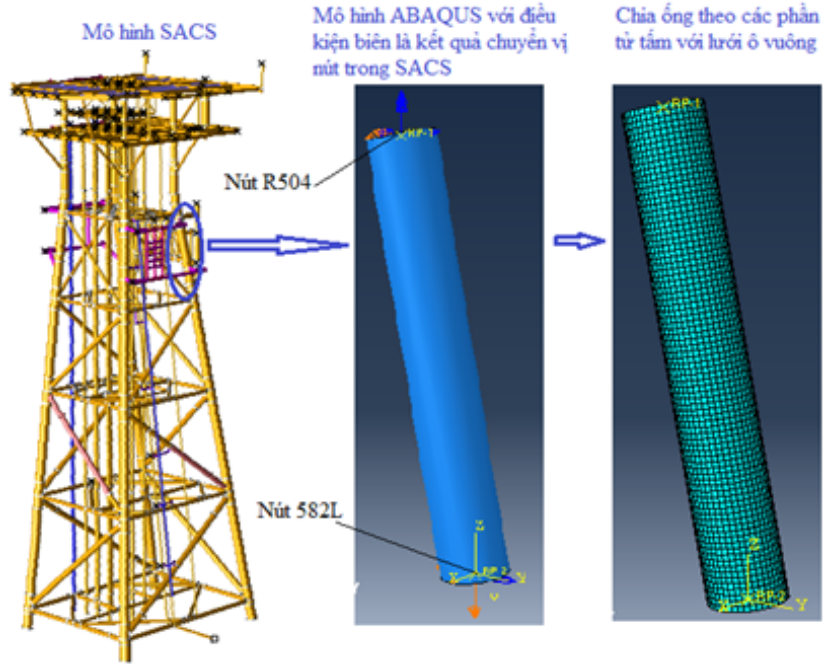 Mô hình SACS
Mô hình ABAQUS với điều
kiện biên là kết quả chuyển vị
nút trong SACS
Chia ống theo các phần
tử tấm với lưới ô vuông
RP-1
RP-1
Nút R504
Nút 582L
Z
X
RP-2
Y
Z
X
RP-2
Y